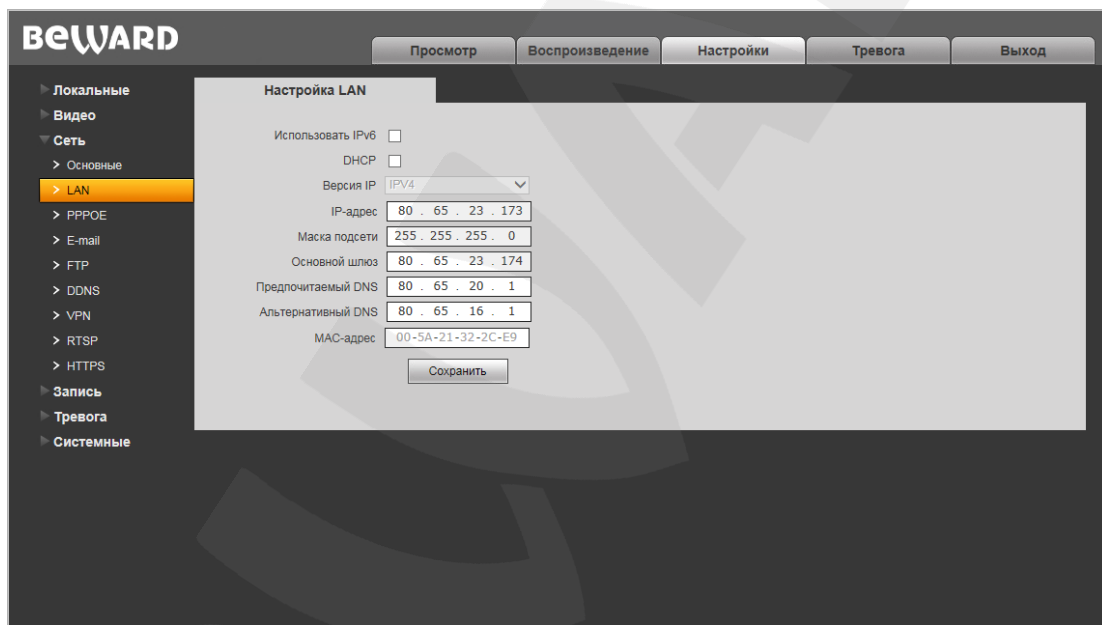 BEWARD
Просмотр Воспроизведение Настройки Тревога Выход
Локальные
Видео
Сеть
> Основные
> LAN
> PPPOE
> E-mail
> FTP
> DDNS
> VPN
> RTSP
> HTTPS
Запись
Тревога
Системные
Настройка LAN
Использовать IPv6
DHCP
Версия IP IPV4
IP-адрес 80 . 65 . 23 . 173
Маска подсети 255 . 255 . 255 . 0
Основной шлюз 80 . 65 . 23 . 174
Предпочитаемый DNS 80 . 65 . 20 . 1
Альтернативный DNS 80 . 65 . 16 . 1
MAC-адрес 00-5A-21-32-2C-E9
Сохранить